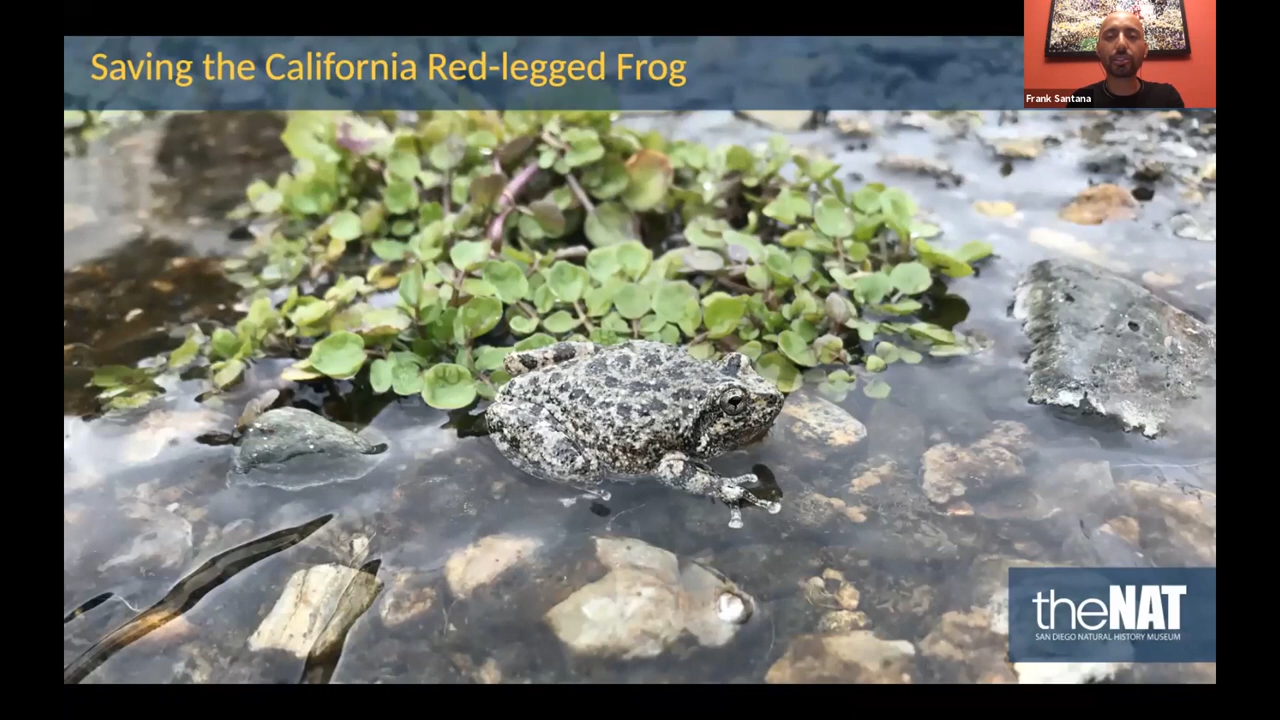 Saving the California Red-legged Frog
Frank Santana
theNAT
SAN DIEGO NATURAL HISTORY MUSEUM